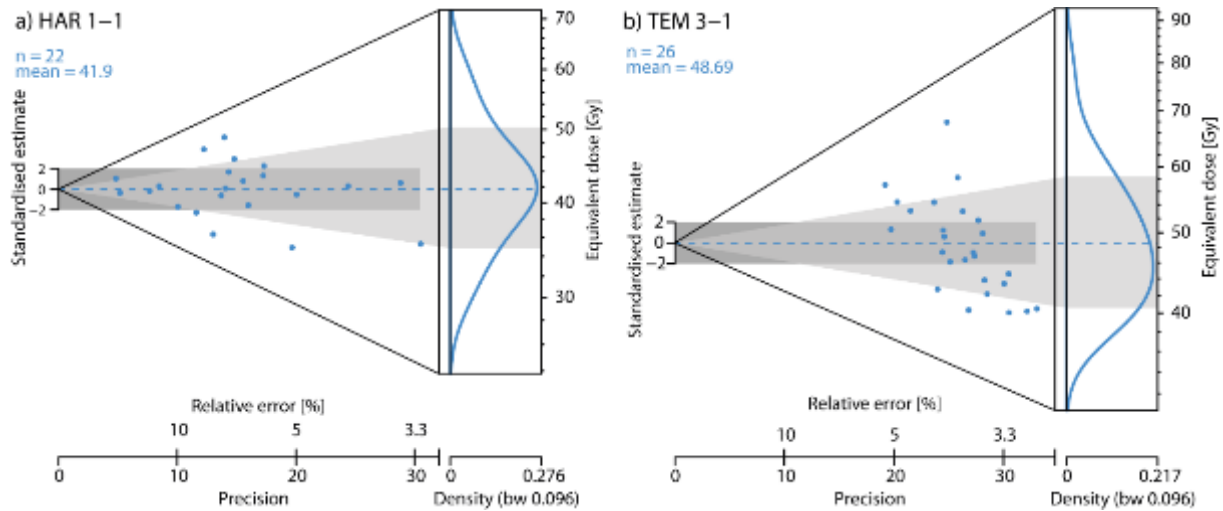 a) HAR 1−1
n = 22
mean = 41.9
Standardised estimate
2
0
−2
70
60
50
40
30
Equivalent dose [Gy]
Relative error [%]
10 5 3.3
0 10 20 30 0 0.276
Precision Density (bw 0.096)
b) TEM 3−1
n = 26
mean = 48.69
Standardised estimate
2
0
−2
90
80
70
60
50
40
Equivalent dose [Gy]
Relative error [%]
10 5 3.3
0 10 20 30 0 0.217
Precision Density (bw 0.096)